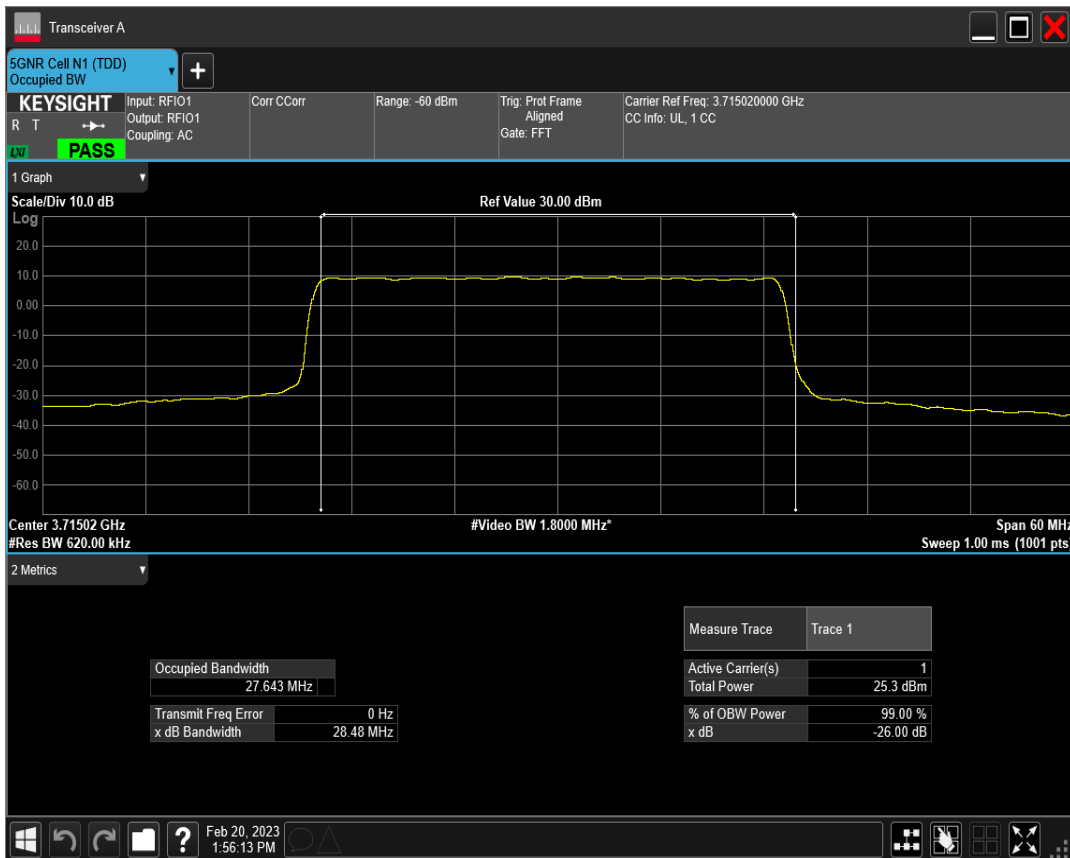 Transceiver A
5GNR Cell N1 (TDD)
Occupied BW
+
KEYSIGHT
R T
LXI
PASS
Input: RFIO1
Output: RFIO1
Coupling: AC
Corr CCorr
Range: -60 dBm
Trig: Prot Frame
Aligned
Gate: FFT
Carrier Ref Freq: 3.715020000 GHz
CC Info: UL, 1 CC
1 Graph
Scale/Div 10.0 dB
Ref Value 30.00 dBm
Log
20.0
10.0
0.00
-10.0
-20.0
-30.0
-40.0
-50.0
-60.0
Center 3.71502 GHz
#Video BW 1.8000 MHz*
Span 60 MHz
#Res BW 620.00 kHz
Sweep 1.00 ms (1001 pts)
2 Metrics
Measure Trace Trace 1
Occupied Bandwidth
27.643 MHz
Active Carrier(s) 1
Total Power 25.3 dBm
Transmit Freq Error 0 Hz
x dB Bandwidth 28.48 MHz
% of OBW Power 99.00 %
x dB -26.00 dB
?
Feb 20, 2023
1:56:13 PM